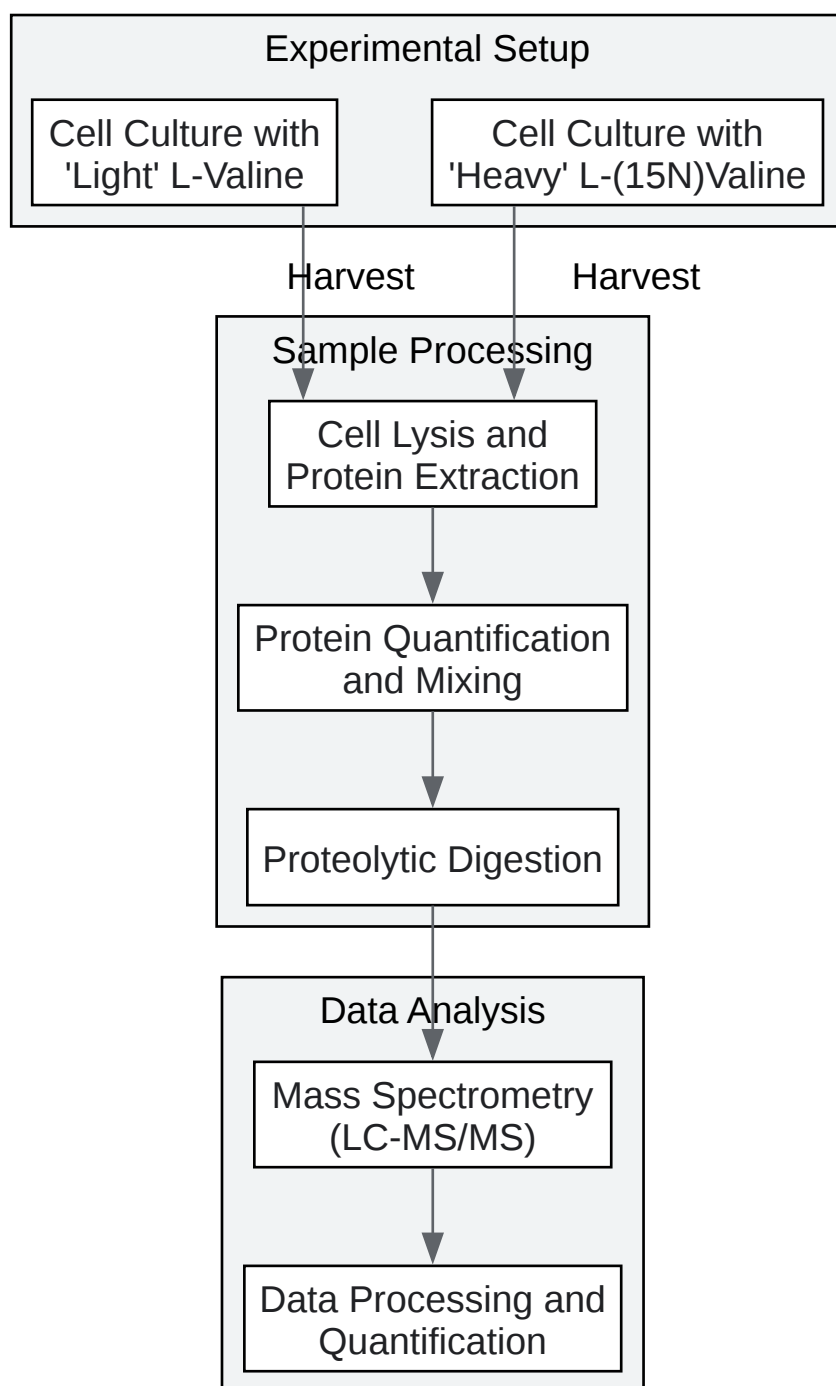 Experimental Setup
Cell Culture with
'Light' L-Valine
Cell Culture with
'Heavy' L-(15N)Valine
Harvest
Harvest
Sample Processing
Cell Lysis and
Protein Extraction
Protein Quantification
and Mixing
Proteolytic Digestion
Data Analysis
Mass Spectrometry
(LC-MS/MS)
Data Processing and
Quantification